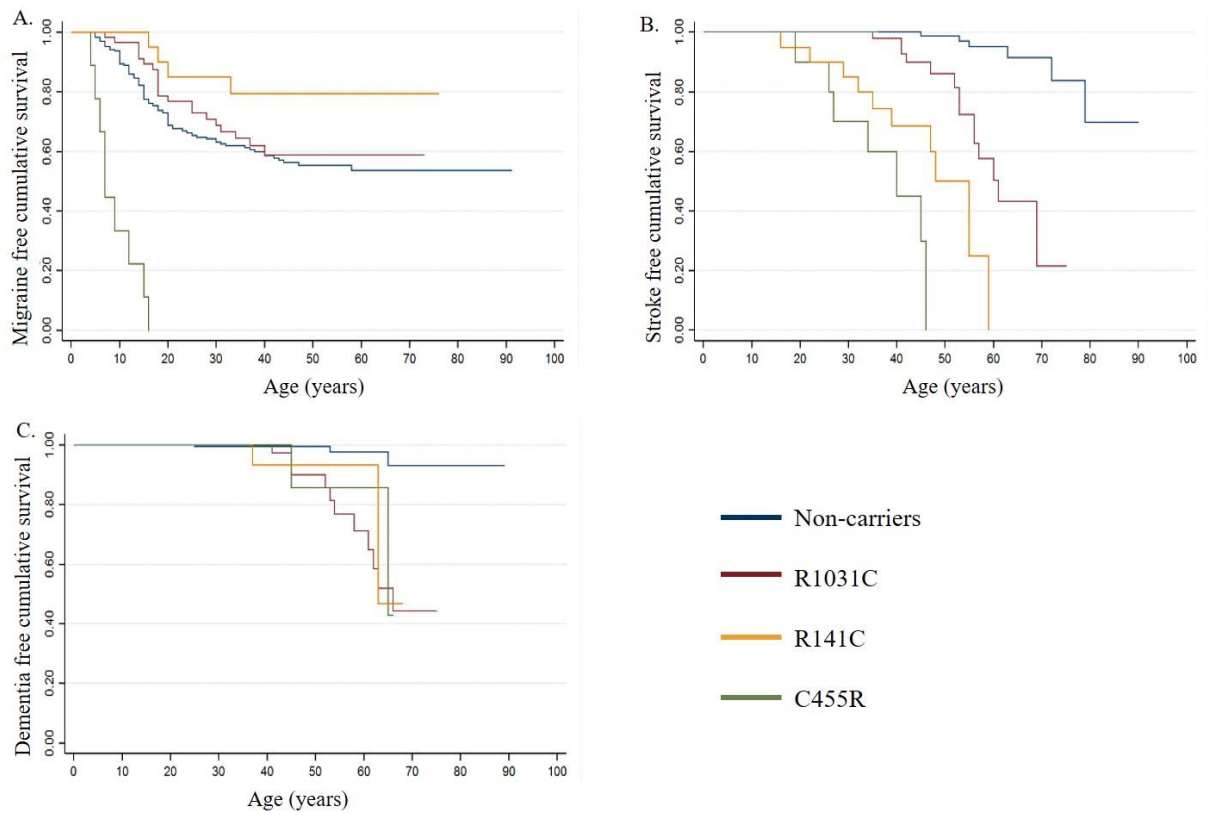 A.
Migraine free cumulative survival
1.00
0.80
0.60
0.40
0.20
0.00
0 10 20 30 40 50 60 70 80 90 100
Age (years)
B.
Stroke free cumulative survival
1.00
0.80
0.60
0.40
0.20
0.00
0 10 20 30 40 50 60 70 80 90 100
Age (years)
C.
Dementia free cumulative survival
1.00
0.80
0.60
0.40
0.20
0.00
0 10 20 30 40 50 60 70 80 90 100
Age (years)
Non-carriers
R1031C
R141C
C455R